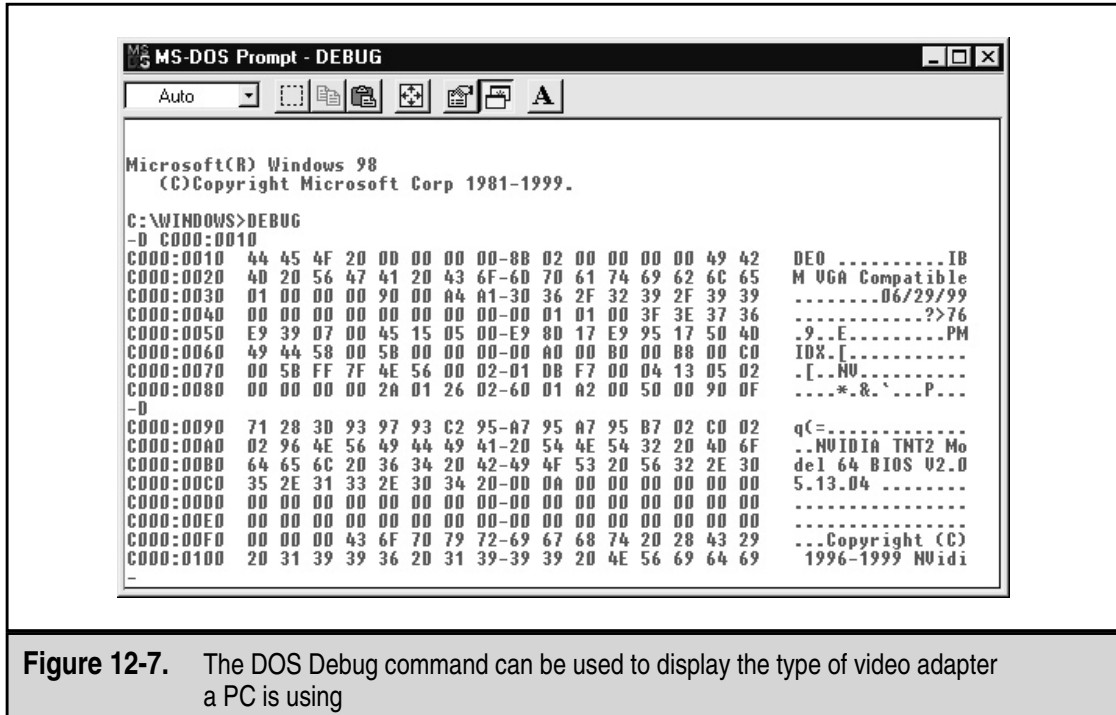 MS-DOS Prompt - DEBUG
Auto
A
Microsoft(R) Windows 98
(C)Copyright Microsoft Corp 1981-1999.
C:\WINDOWS>DEBUG
-D C000:0010
C000:0010 44 45 4F 20 0D 00 00 00-8B 02 00 00 00 00 49 42 DEO ..........IB
C000:0020 4D 20 56 47 41 20 43 6F-6D 70 61 74 69 62 6C 65 M VGA Compatible
C000:0030 01 00 00 00 90 00 A4 A1-30 36 2F 32 39 2F 39 39 ........06/29/99
C000:0040 00 00 00 00 00 00 00 00-00 01 01 00 3F 3E 37 36 ............?>76
C000:0050 E9 39 07 00 45 15 05 00-E9 8D 17 E9 95 17 50 4D .9..E.........PM
C000:0060 49 44 58 00 5B 00 00 00-00 A0 00 B0 00 B8 00 C0 IDX.[...........
C000:0070 00 5B FF 7F 4E 56 00 02-01 DB F7 00 04 13 05 02 .[..NV..........
C000:0080 00 00 00 00 2A 01 26 02-60 01 A2 00 50 00 90 0F ....*.&.`...P...
-D
C000:0090 71 28 3D 93 97 93 C2 95-A7 95 A7 95 B7 02 C0 02 q(=.............
C000:00A0 02 96 4E 56 49 44 49 41-20 54 4E 54 32 20 4D 6F ..NVIDIA TNT2 Mo
C000:00B0 64 65 6C 20 36 34 20 42-49 4F 53 20 56 32 2E 30 del 64 BIOS V2.0
C000:00C0 35 2E 31 33 2E 30 34 20-0D 0A 00 00 00 00 00 00 5.13.04 ........
C000:00D0 00 00 00 00 00 00 00 00-00 00 00 00 00 00 00 00 ................
C000:00E0 00 00 00 00 00 00 00 00-00 00 00 00 00 00 00 00 ................
C000:00F0 00 00 00 43 6F 70 79 72-69 67 68 74 20 28 43 29 ...Copyright (C)
C000:0100 20 31 39 39 36 2D 31 39-39 39 20 4E 56 69 64 69 1996-1999 NVidi
-
Figure 12-7. The DOS Debug command can be used to display the type of video adapter
a PC is using